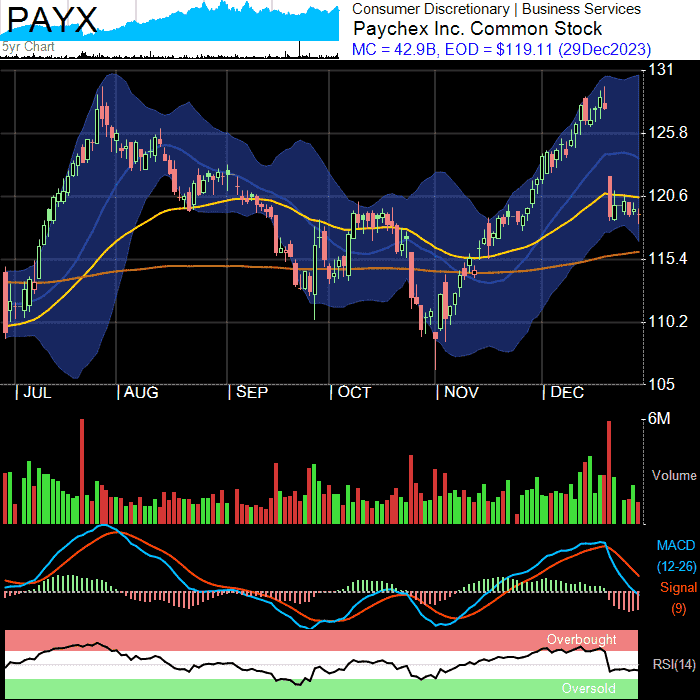 PAYX
Consumer Discretionary | Business Services
Paychex Inc. Common Stock
MC = 42.9B, EOD = $119.11 (29Dec2023)
5yr Chart
131
125.8
120.6
115.4
110.2
105
| JUL | AUG | SEP | OCT | NOV | DEC
6M
Volume
MACD
(12-26)
Signal
(9)
Overbought
RSI(14)
Oversold